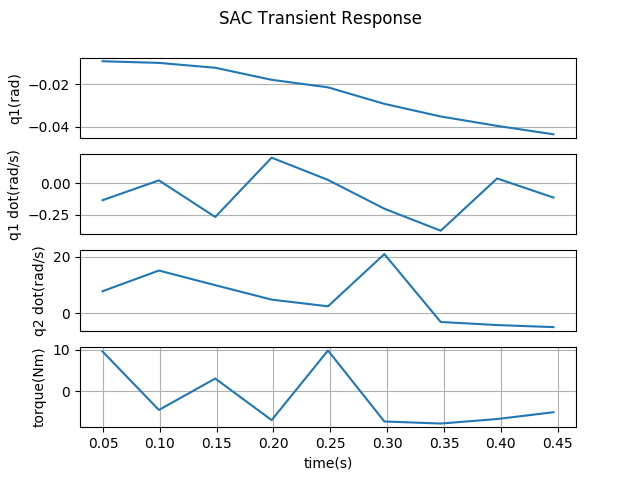 SAC Transient Response
q1(rad)
−0.02
−0.04
q1 dot(rad/s)
0.00
−0.25
q2 dot(rad/s)
20
0
torque(Nm)
10
0
0.05 0.10 0.15 0.20 0.25 0.30 0.35 0.40 0.45
time(s)